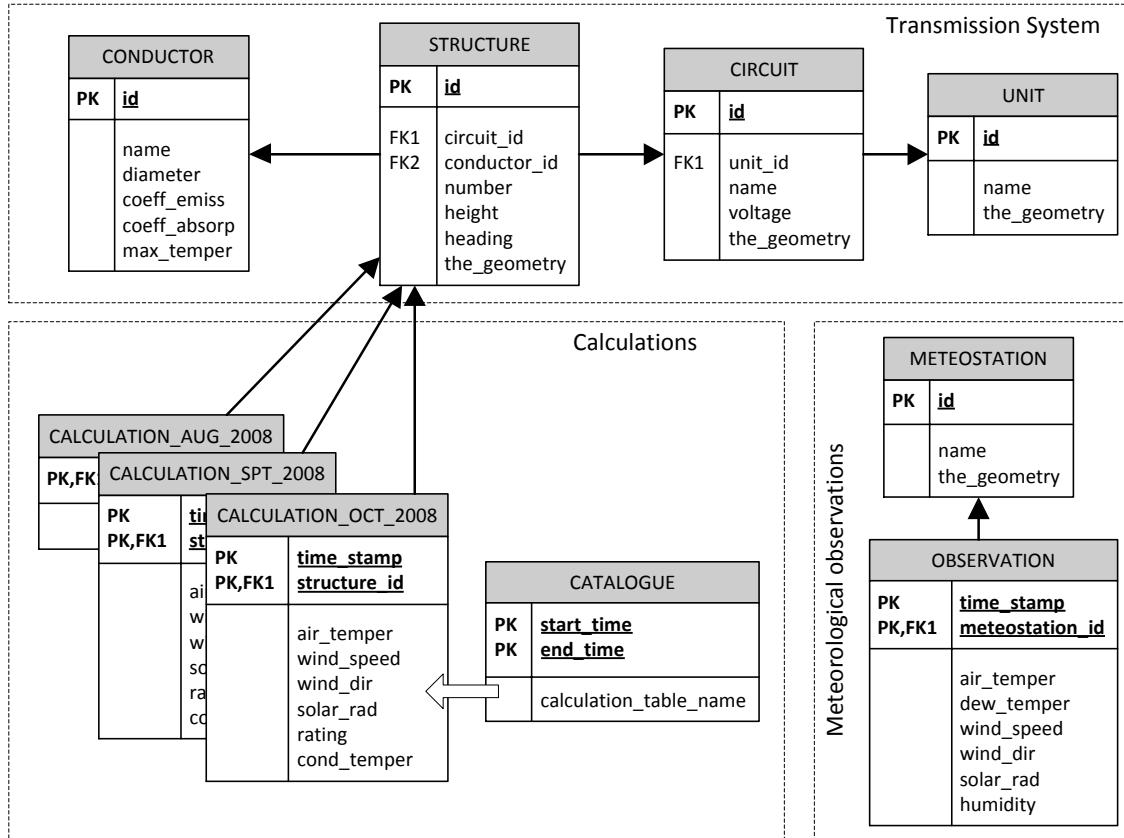 Transmission System
CONDUCTOR
PK id
name
diameter
coeff_emiss
coeff_absorp
max_temper
STRUCTURE
PK id
FK1 circuit_id
FK2 conductor_id
number
height
heading
the_geometry
CIRCUIT
PK id
FK1 unit_id
name
voltage
the_geometry
UNIT
PK id
name
the_geometry
Calculations
CALCULATION_AUG_2008
CALCULATION_SPT_2008
PK
PK,FK1
CALCULATION_OCT_2008
PK time_stamp
PK,FK1 structure_id
air_temper
wind_speed
wind_dir
solar_rad
rating
cond_temper
CATALOGUE
PK start_time
PK end_time
calculation_table_name
Meteorological observations
METEOSTATION
PK id
name
the_geometry
OBSERVATION
PK time_stamp
PK,FK1 meteostation_id
air_temper
dew_temper
wind_speed
wind_dir
solar_rad
humidity